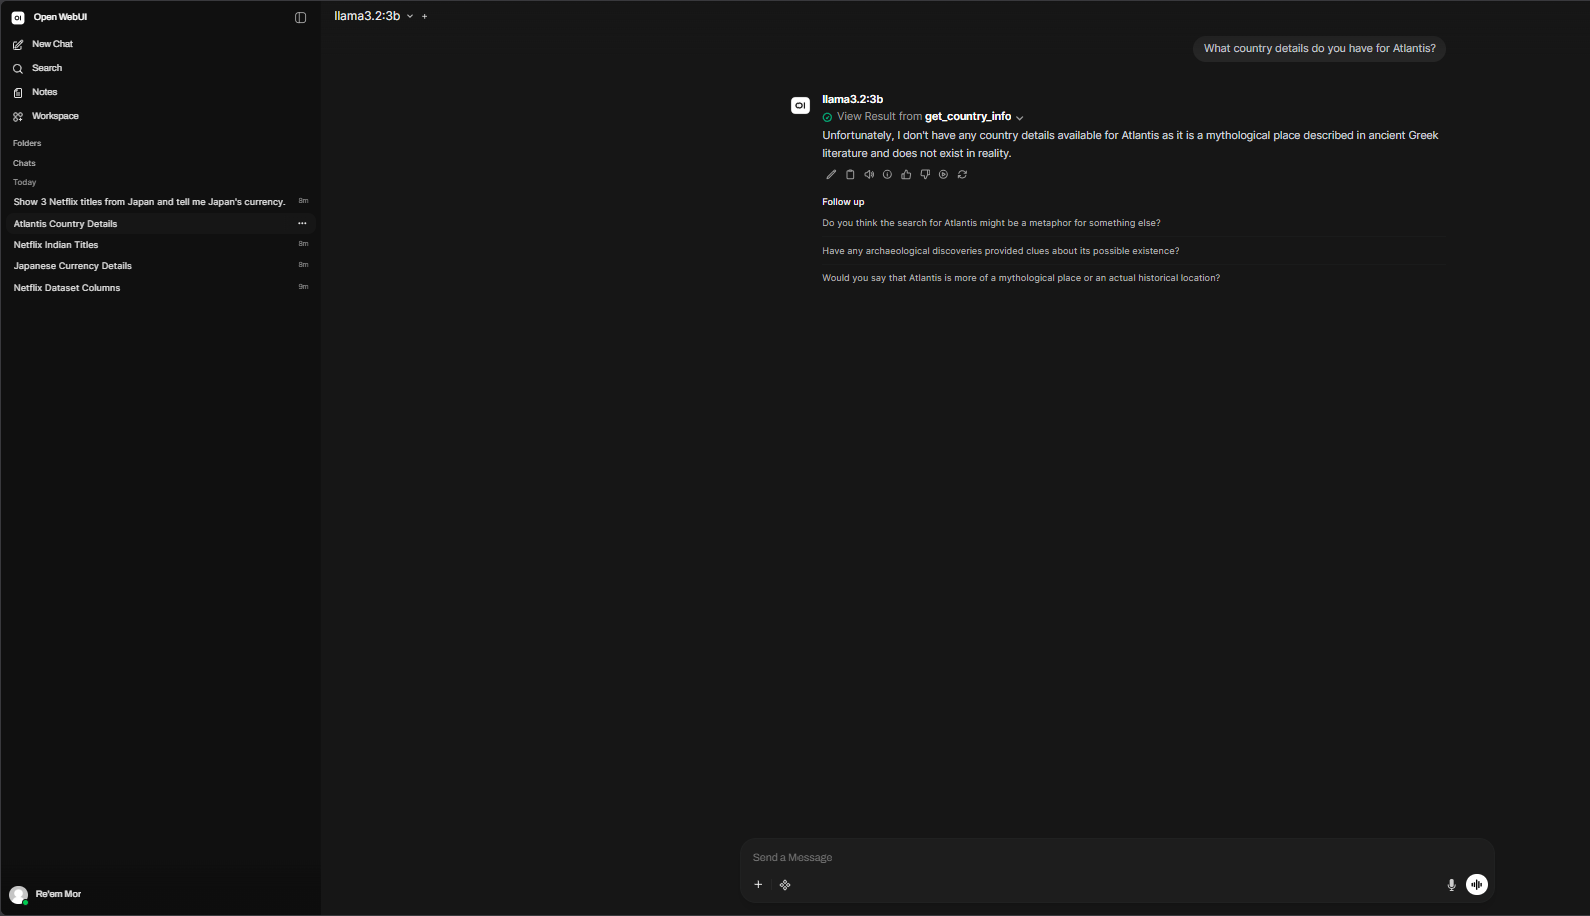 OI Open WebUI
New Chat
Search
Notes
Workspace
Folders
Chats
Today
Show 3 Netflix titles from Japan and tell me Japan's currency. 8m
Atlantis Country Details
Netflix Indian Titles 8m
Japanese Currency Details 8m
Netflix Dataset Columns 9m
Re'em Mor
llama3.2:3b
What country details do you have for Atlantis?
OI llama3.2:3b
View Result from get_country_info
Unfortunately, I don't have any country details available for Atlantis as it is a mythological place described in ancient Greek
literature and does not exist in reality.
Follow up
Do you think the search for Atlantis might be a metaphor for something else?
Have any archaeological discoveries provided clues about its possible existence?
Would you say that Atlantis is more of a mythological place or an actual historical location?
Send a Message